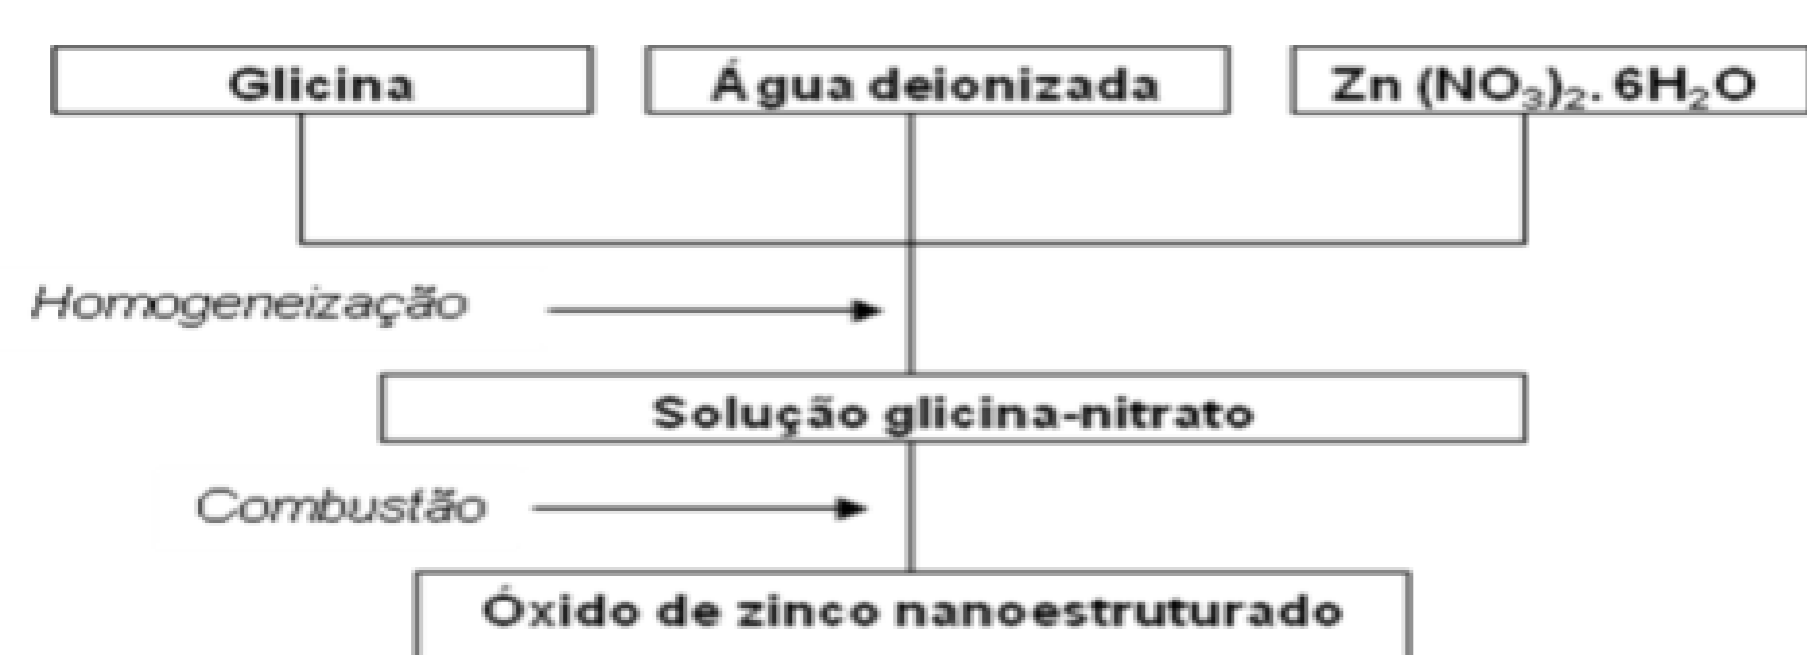 Glicina
Água deionizada
Zn (NO₃)₂. 6H₂O
Homogeneização
Solução glicina-nitrato
Combustão
Óxido de zinco nanoestruturado